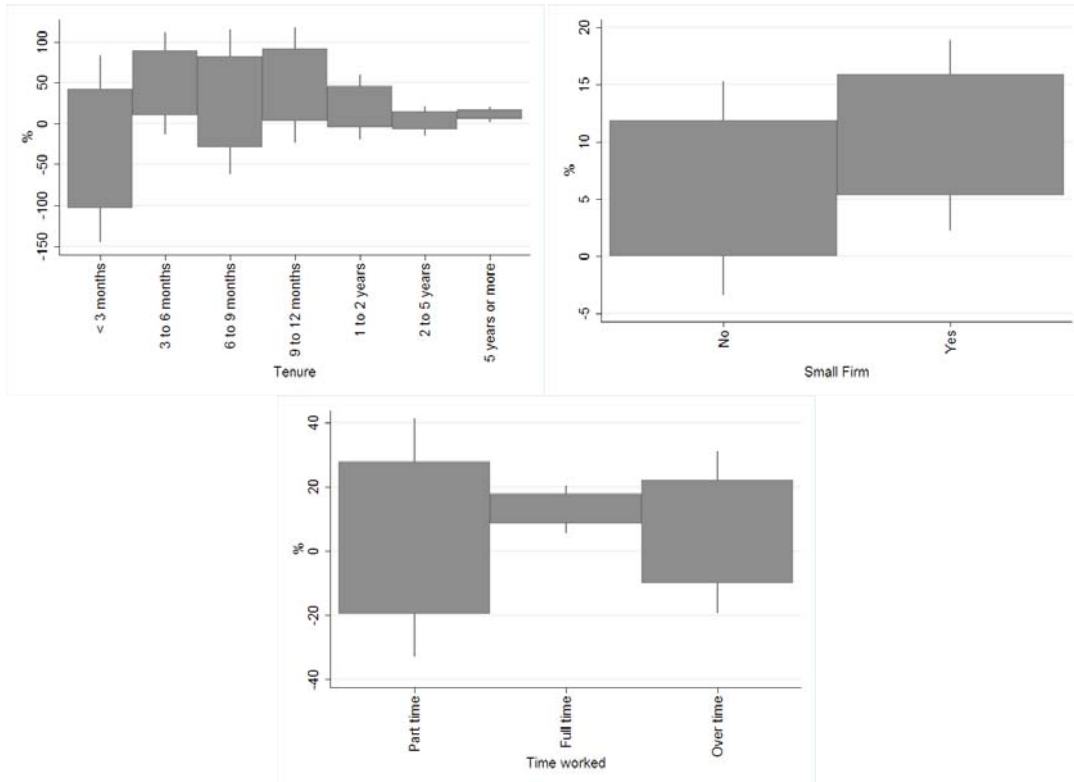 %
100
50
0
-50
-100
-150
< 3 months
3 to 6 months
6 to 9 months
9 to 12 months
1 to 2 years
2 to 5 years
5 years or more
Tenure
%
20
15
10
5
0
-5
No
Yes
Small Firm
%
40
20
0
-20
-40
Part time
Full time
Over time
Time worked